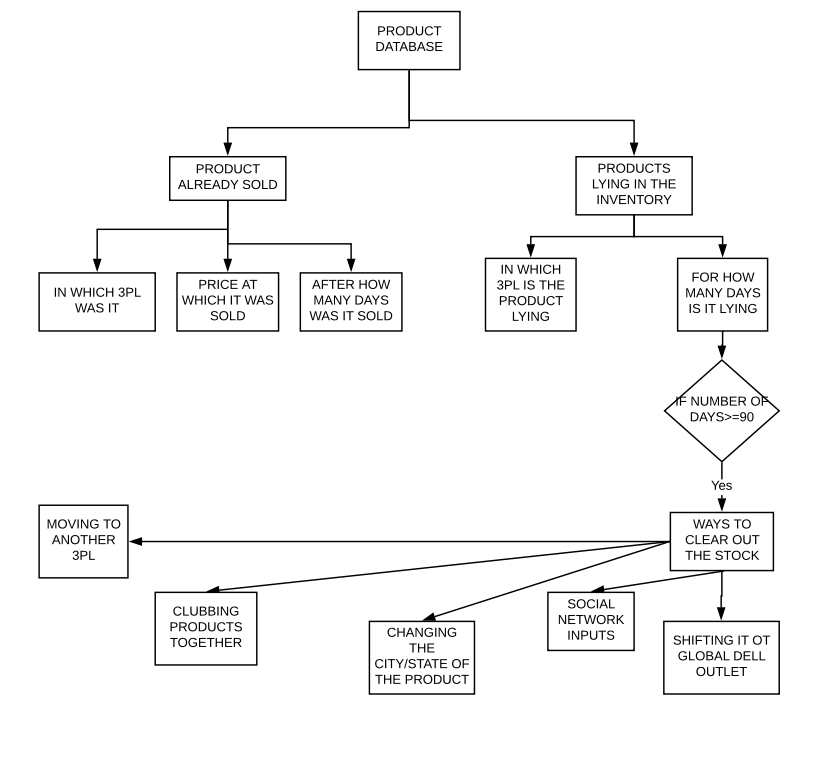 PRODUCT
DATABASE
PRODUCT
ALREADY SOLD
PRODUCTS
LYING IN THE
INVENTORY
IN WHICH 3PL
WAS IT
PRICE AT
WHICH IT WAS
SOLD
AFTER HOW
MANY DAYS
WAS IT SOLD
IN WHICH
3PL IS THE
PRODUCT
LYING
FOR HOW
MANY DAYS
IS IT LYING
IF NUMBER OF
DAYS>=90
Yes
WAYS TO
CLEAR OUT
THE STOCK
MOVING TO
ANOTHER
3PL
CLUBBING
PRODUCTS
TOGETHER
CHANGING
THE
CITY/STATE OF
THE PRODUCT
SOCIAL
NETWORK
INPUTS
SHIFTING IT OT
GLOBAL DELL
OUTLET